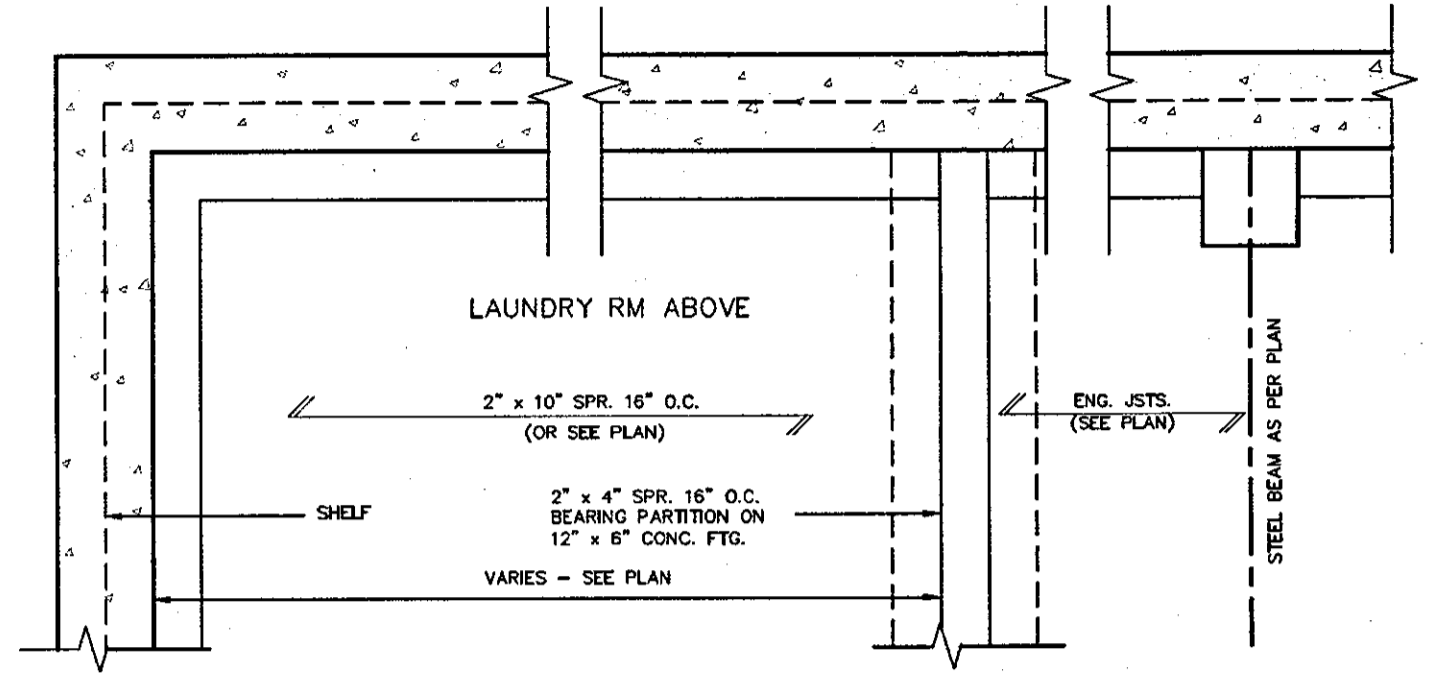 LAUNDRY RM ABOVE
2" x 10" SPR. 16" O.C.
(OR SEE PLAN)
ENG. JSTS.
(SEE PLAN)
STEEL BEAM AS PER PLAN
SHELF
2" x 4" SPR. 16" O.C.
BEARING PARTITION ON
12" x 6" CONC. FTG.
VARIES - SEE PLAN